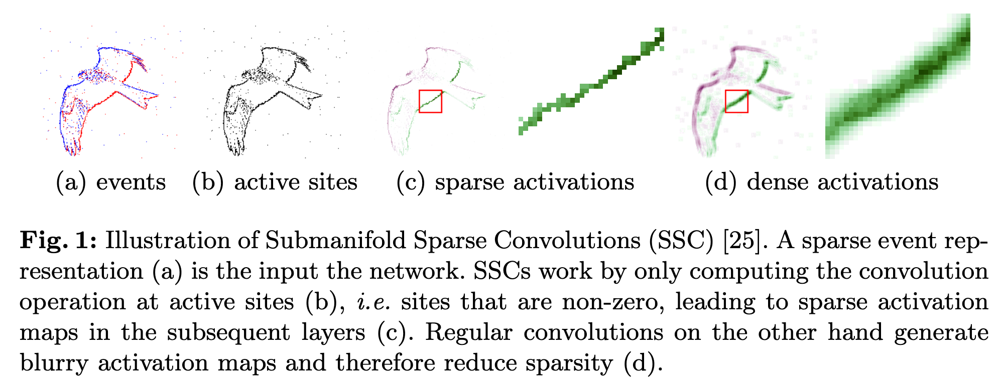 (a) events (b) active sites (c) sparse activations (d) dense activations
Fig. 1: Illustration of Submanifold Sparse Convolutions (SSC) [25]. A sparse event rep-
resentation (a) is the input the network. SSCs work by only computing the convolution
operation at active sites (b), i.e. sites that are non-zero, leading to sparse activation
maps in the subsequent layers (c). Regular convolutions on the other hand generate
blurry activation maps and therefore reduce sparsity (d).